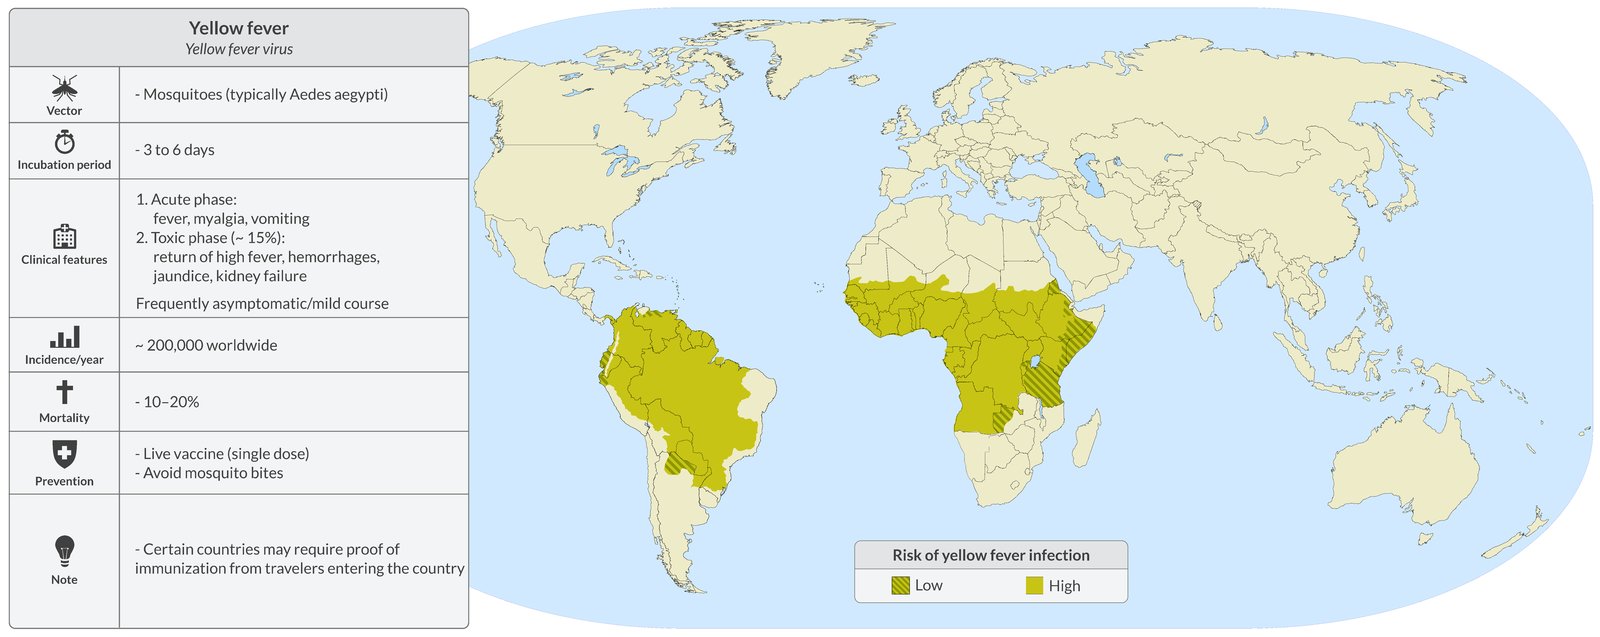 Yellow fever
Yellow fever virus
Vector
- Mosquitoes (typically Aedes aegypti)
Incubation period
- 3 to 6 days
Clinical features
1. Acute phase:
fever, myalgia, vomiting
2. Toxic phase (~ 15%):
return of high fever, hemorrhages,
jaundice, kidney failure
Frequently asymptomatic/mild course
Incidence/year
~ 200,000 worldwide
Mortality
- 10–20%
Prevention
- Live vaccine (single dose)
- Avoid mosquito bites
Note
- Certain countries may require proof of
immunization from travelers entering the country
Risk of yellow fever infection
Low
High